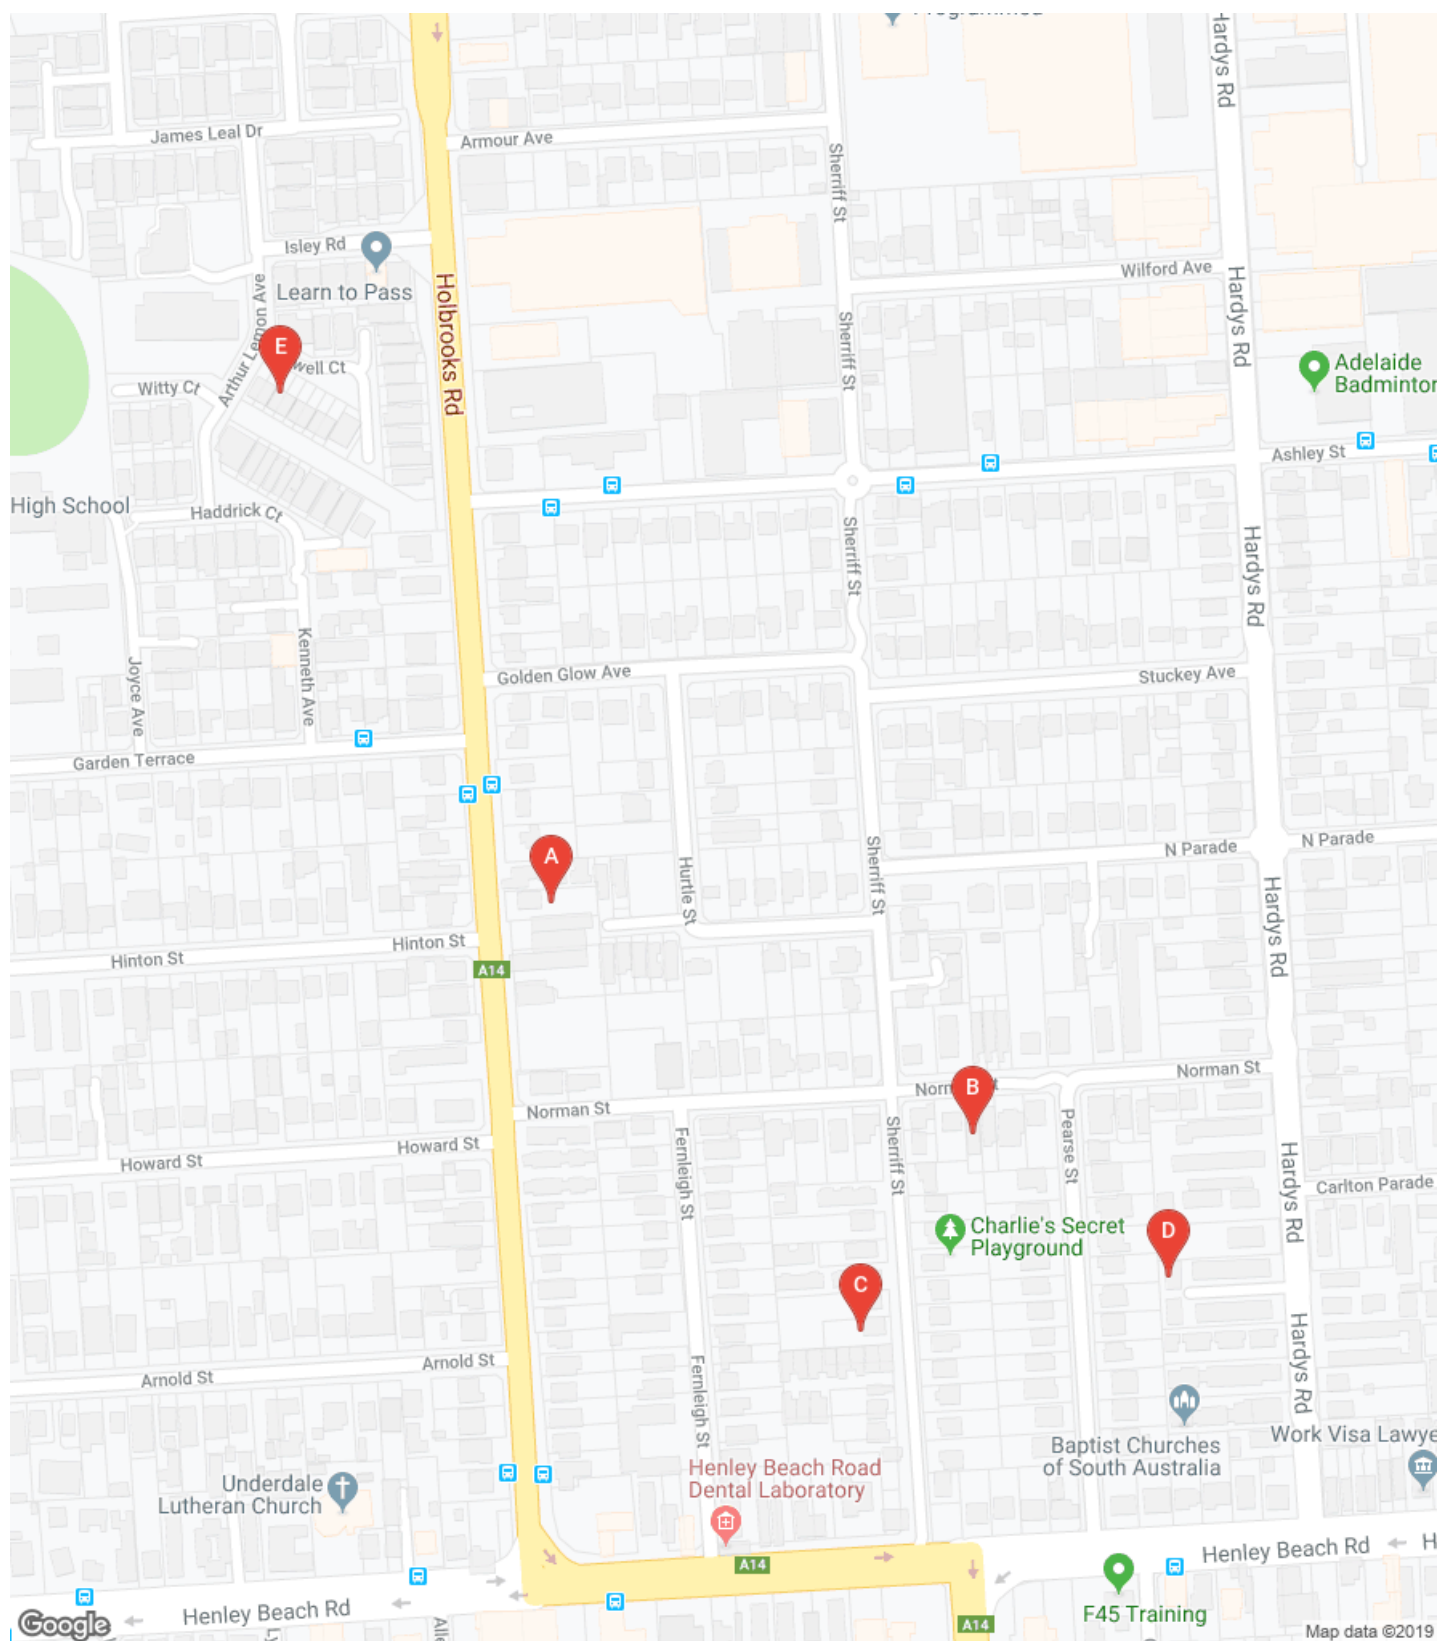 Hardys Rd
James Leal Dr
Armour Ave
Sherriff St
Isley Rd
Learn to Pass
Holbrooks Rd
Wilford Ave
Hardys Rd
Arthur Lemon Ave
E
Witty Ct
Sherriff St
Adelaide
Badminton
Ashley St
High School
Haddrick Ct
Sherriff St
Hardys Rd
Kenneth Ave
Joyce Ave
Golden Glow Ave
Stuckey Ave
Garden Terrace
A
Hurtle St
Sherriff St
N Parade
N Parade
Hardys Rd
Hinton St
Hinton St
A14
Norman St
B
Norman St
Howard St
Howard St
Fernleigh St
Sherriff St
Pearse St
Hardys Rd
Carlton Parade
Charlie's Secret
Playground
D
C
Hardys Rd
Arnold St
Arnold St
Fernleigh St
Baptist Churches
of South Australia
Work Visa Lawye
Underdale
Lutheran Church
Henley Beach Road
Dental Laboratory
A14
Henley Beach Rd
H
Henley Beach Rd
F45 Training
A14
Google
Map data ©2019